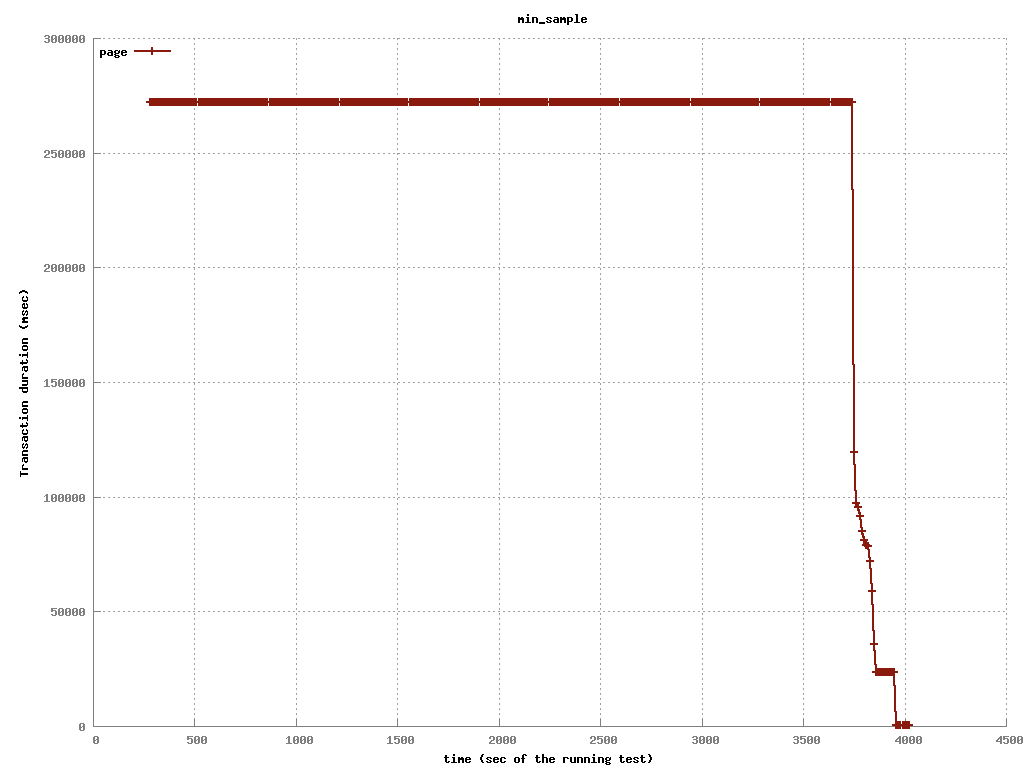 min_sample
300000
page
250000
200000
150000
100000
50000
0
Transaction duration (msec)
0 500 1000 1500 2000 2500 3000 3500 4000 4500
time (sec of the running test)